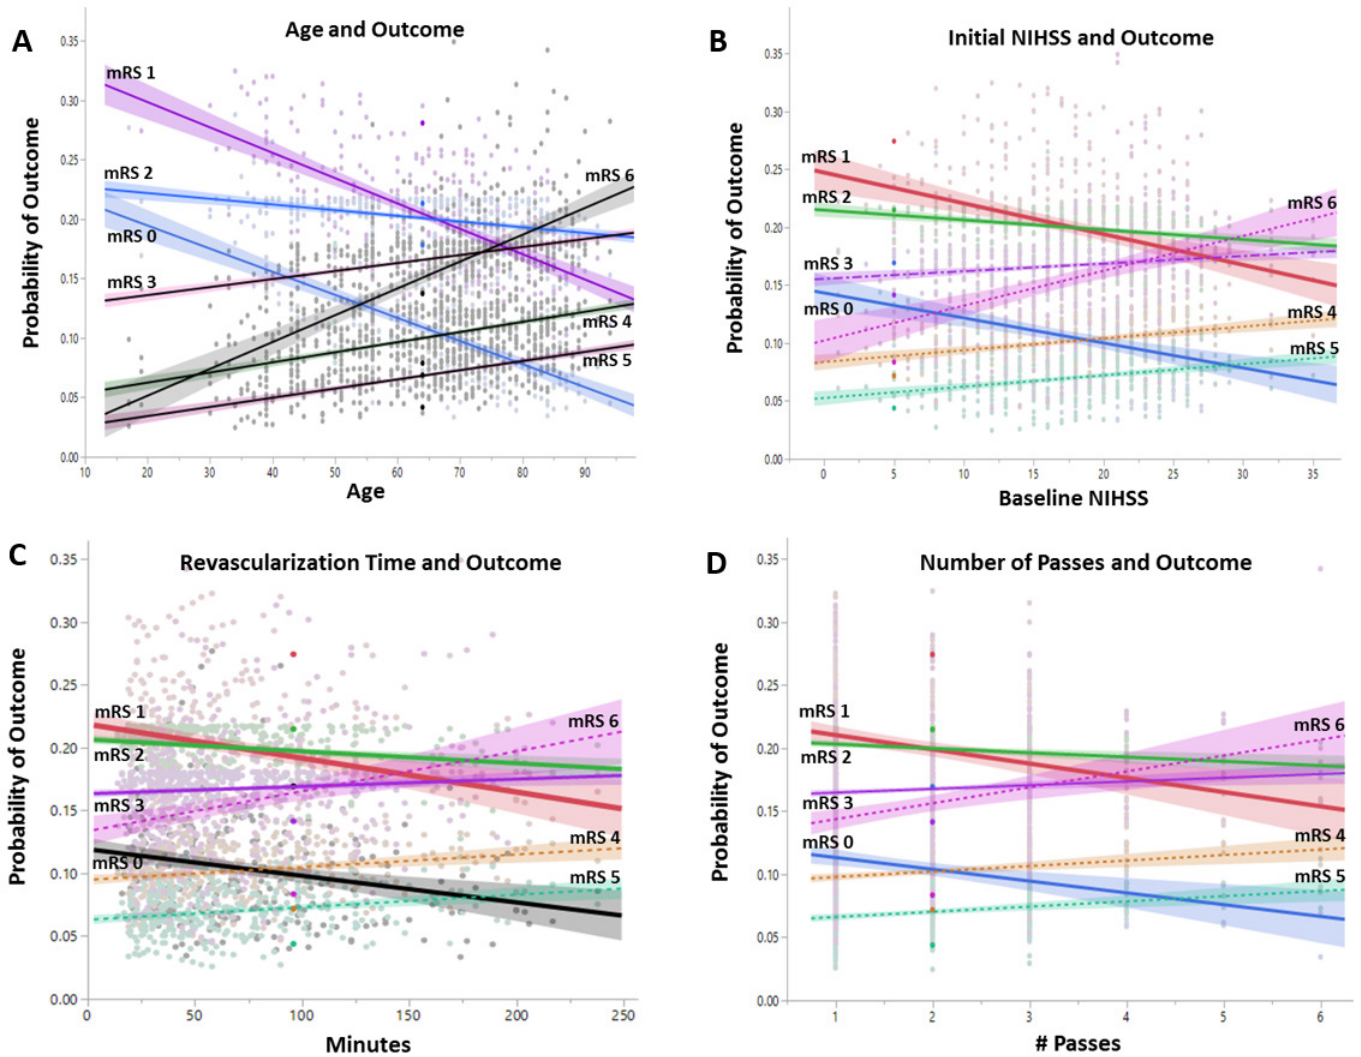 A
Age and Outcome
Probability of Outcome
0.35
0.30
0.25
0.20
0.15
0.10
0.05
0.00
mRS 1
mRS 2
mRS 0
mRS 3
mRS 6
mRS 4
mRS 5
10 20 30 40 50 60 70 80 90
Age
B
Initial NIHSS and Outcome
Probability of Outcome
0.35
0.30
0.25
0.20
0.15
0.10
0.05
0.00
mRS 1
mRS 2
mRS 3
mRS 0
mRS 6
mRS 4
mRS 5
0 5 10 15 20 25 30 35
Baseline NIHSS
C
Revascularization Time and Outcome
Probability of Outcome
0.35
0.30
0.25
0.20
0.15
0.10
0.05
0.00
mRS 1
mRS 2
mRS 3
mRS 0
mRS 6
mRS 4
mRS 5
0 50 100 150 200 250
Minutes
D
Number of Passes and Outcome
Probability of Outcome
0.35
0.30
0.25
0.20
0.15
0.10
0.05
0.00
mRS 1
mRS 2
mRS 3
mRS 0
mRS 6
mRS 4
mRS 5
1 2 3 4 5 6
# Passes